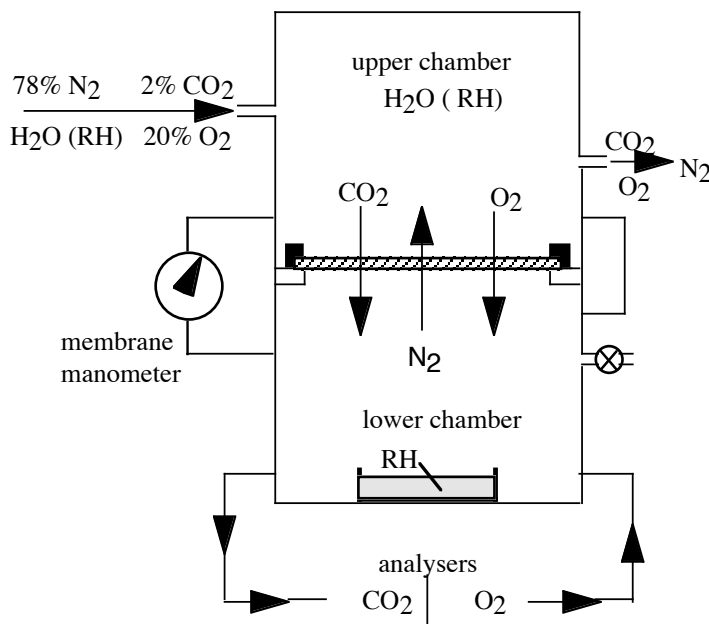 78% N2 2% CO2
H2O (RH) 20% O2
upper chamber
H2O ( RH)
CO2
O2
N2
CO2
O2
N2
membrane
manometer
lower chamber
RH
analysers
CO2 O2